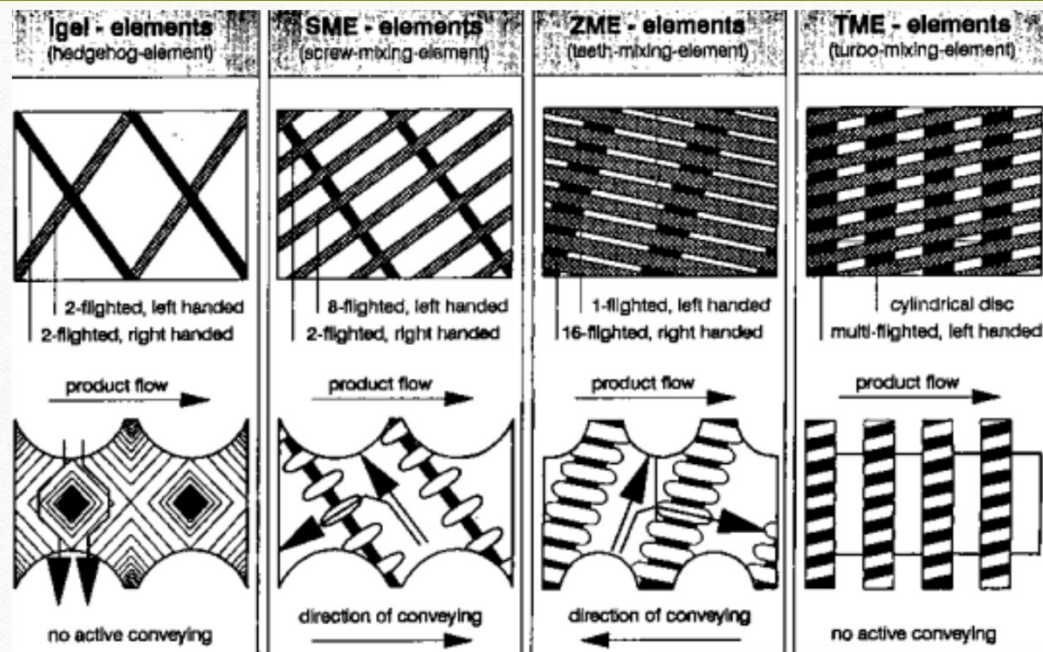 Igel - elements
(hedgehog-element)
2-flighted, left handed
2-flighted, right handed
product flow
no active conveying
SME - elements
(screw-mixing-element)
8-flighted, left handed
2-flighted, right handed
product flow
direction of conveying
ZME - elements
(teeth-mixing-element)
1-flighted, left handed
16-flighted, right handed
product flow
direction of conveying
TME - elements
(turbo-mixing-element)
cylindrical disc
multi-flighted, left handed
product flow
no active conveying